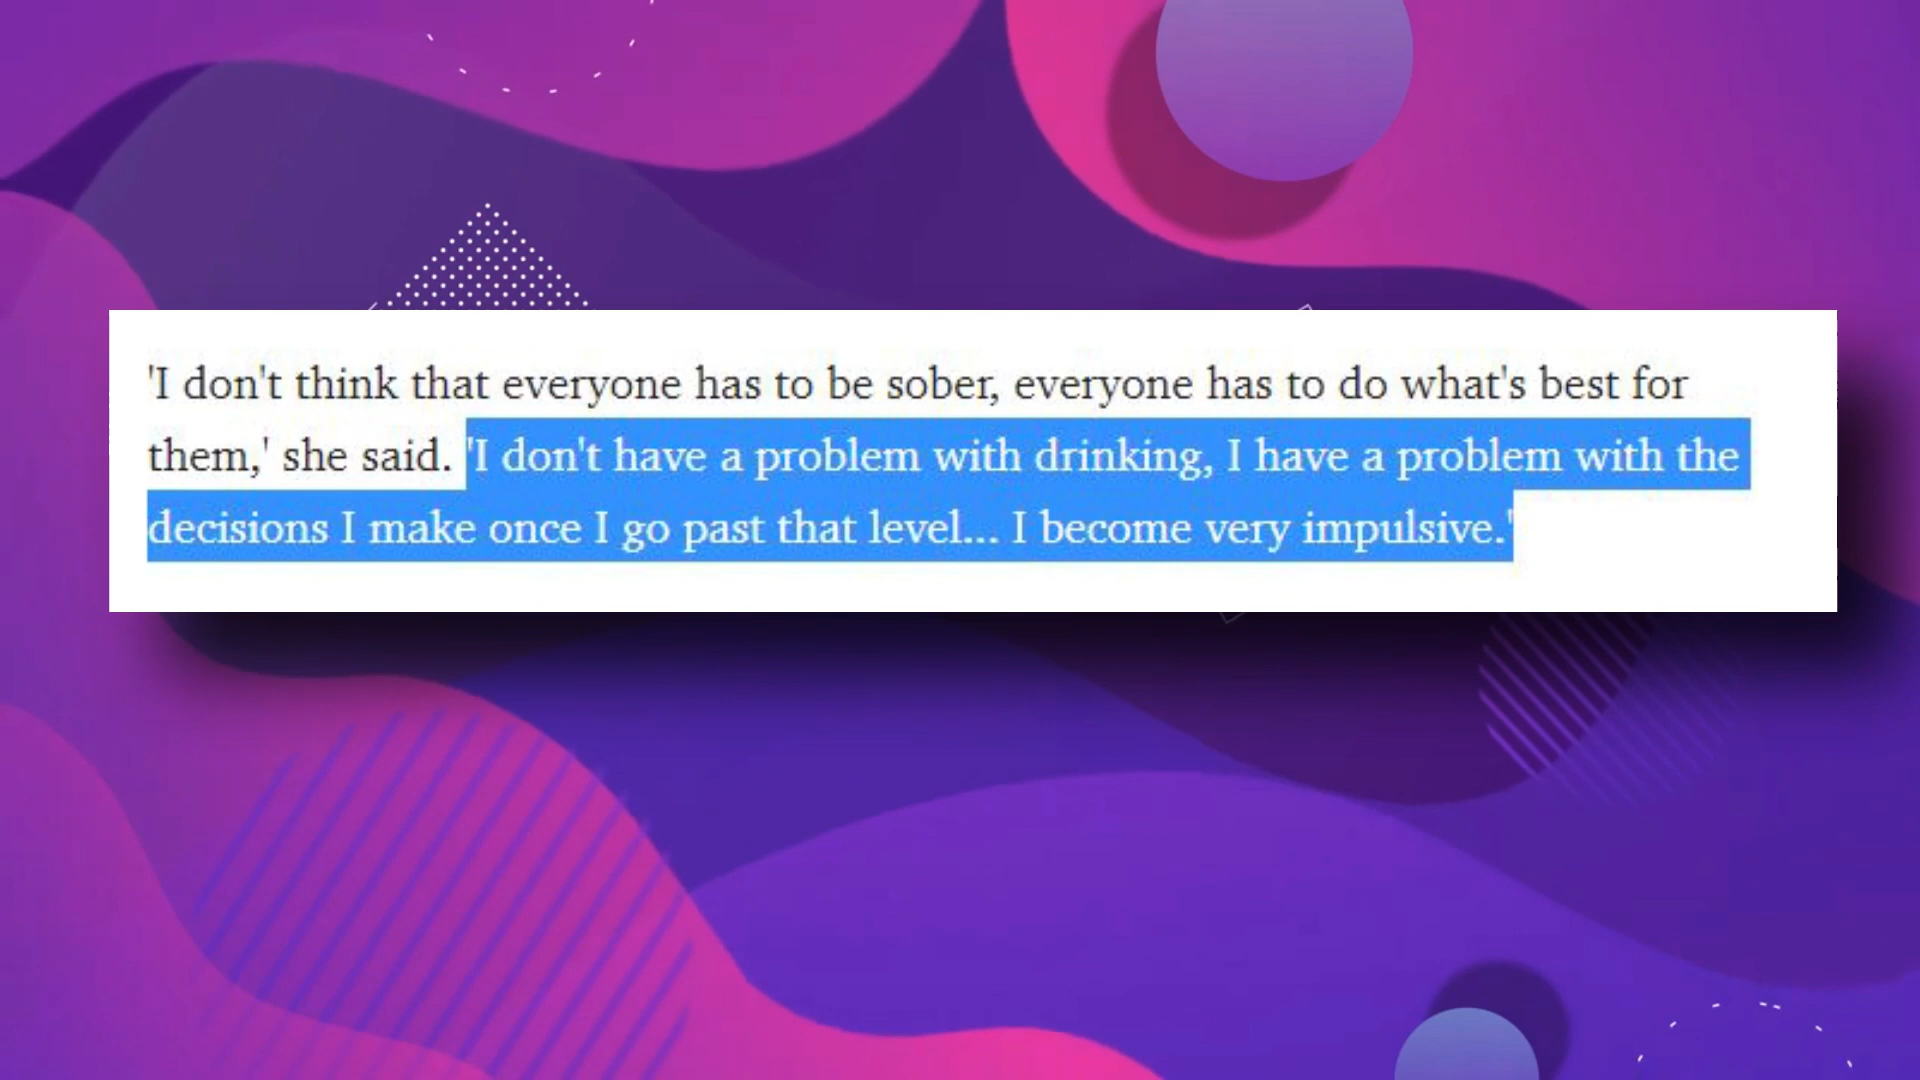 'I don't think that everyone has to be sober, everyone has to do what's best for
them,' she said. 'I don't have a problem with drinking, I have a problem with the
decisions I make once I go past that level... I become very impulsive.'